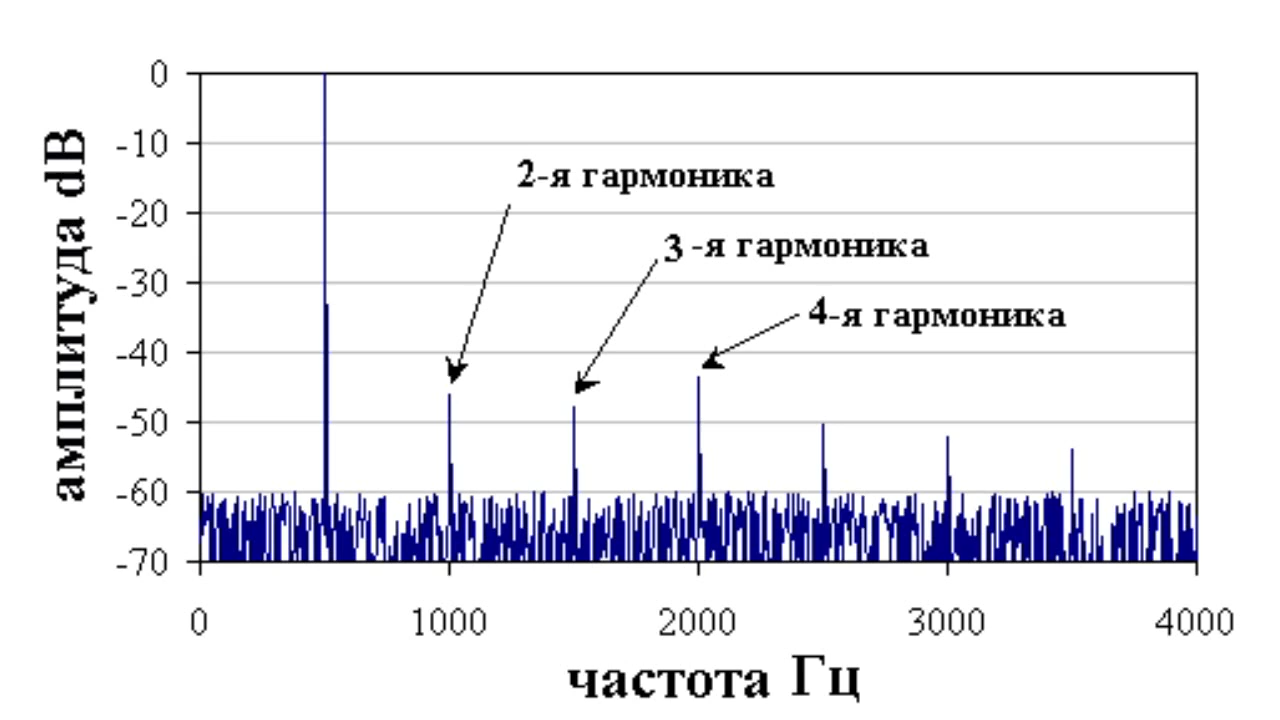 амплитуда dB
0
-10
-20
-30
-40
-50
-60
-70
2-я гармоника
3 -я гармоника
4-я гармоника
0 1000 2000 3000 4000
частота Гц